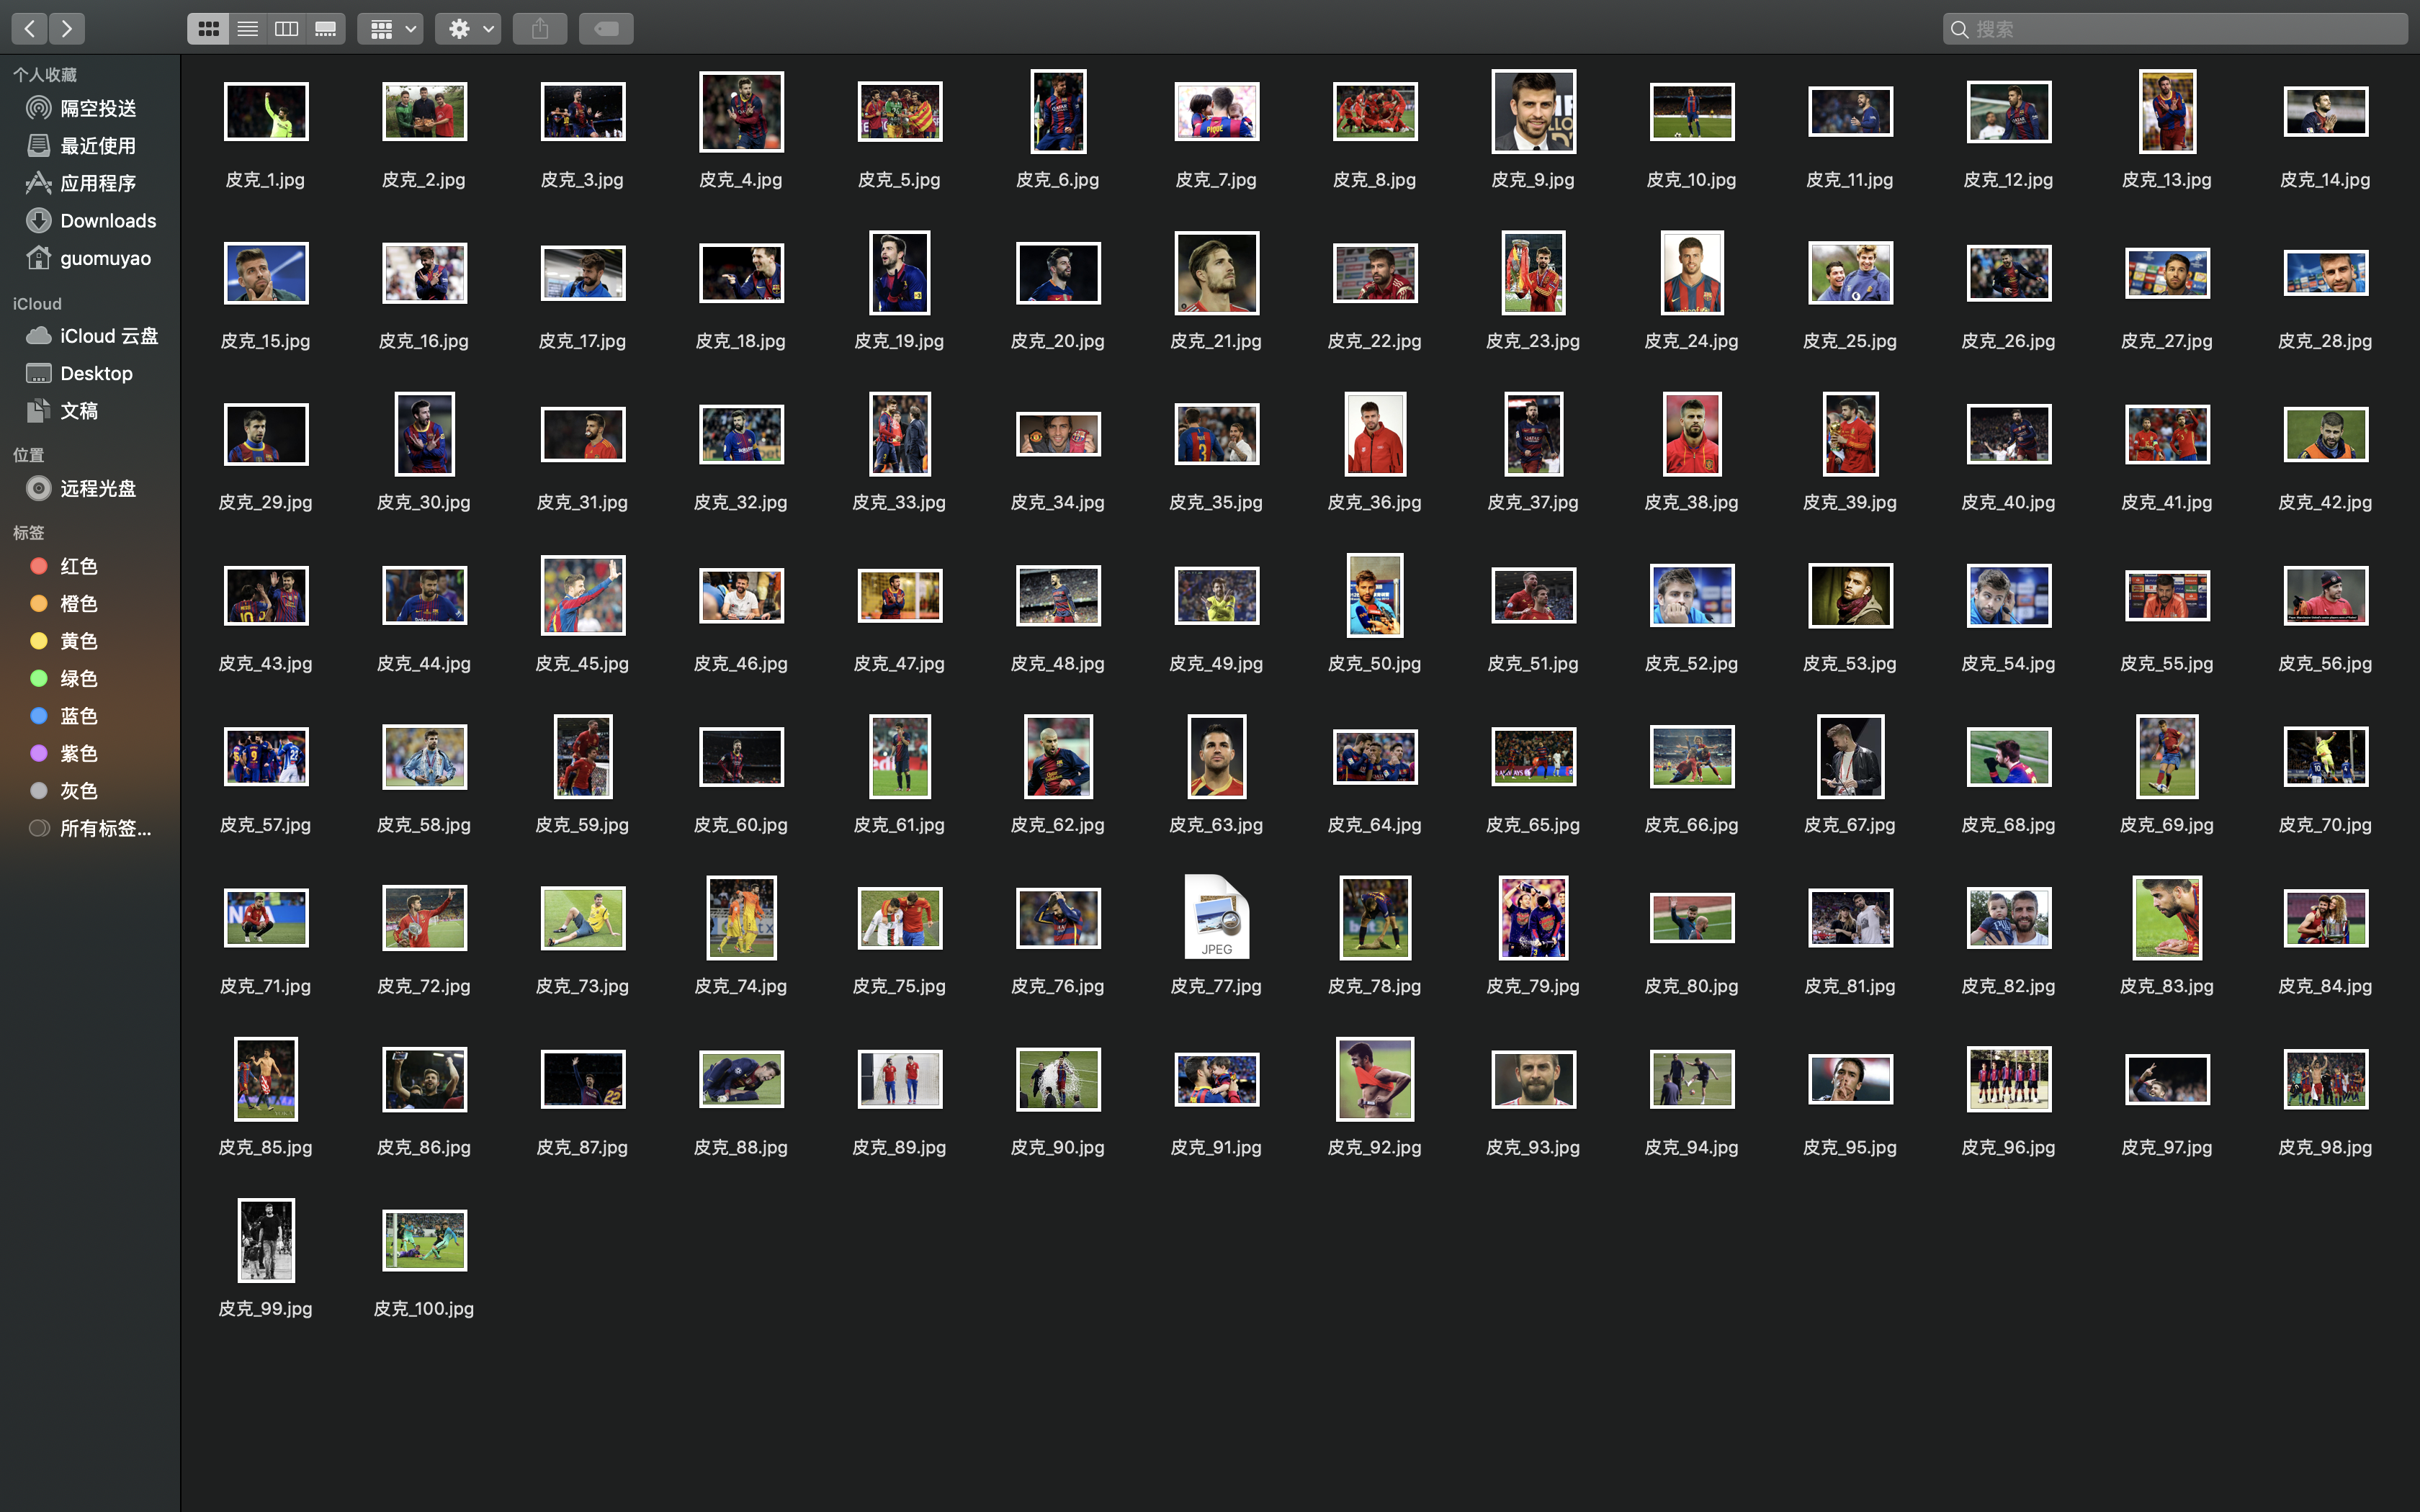 搜索
个人收藏
隔空投送
最近使用
应用程序
Downloads
guomuyao
iCloud
iCloud 云盘
Desktop
文稿
位置
远程光盘
标签
红色
橙色
黄色
绿色
蓝色
紫色
灰色
所有标签...
皮克_1.jpg 皮克_2.jpg 皮克_3.jpg 皮克_4.jpg 皮克_5.jpg 皮克_6.jpg 皮克_7.jpg 皮克_8.jpg 皮克_9.jpg 皮克_10.jpg 皮克_11.jpg 皮克_12.jpg 皮克_13.jpg 皮克_14.jpg
皮克_15.jpg 皮克_16.jpg 皮克_17.jpg 皮克_18.jpg 皮克_19.jpg 皮克_20.jpg 皮克_21.jpg 皮克_22.jpg 皮克_23.jpg 皮克_24.jpg 皮克_25.jpg 皮克_26.jpg 皮克_27.jpg 皮克_28.jpg
皮克_29.jpg 皮克_30.jpg 皮克_31.jpg 皮克_32.jpg 皮克_33.jpg 皮克_34.jpg 皮克_35.jpg 皮克_36.jpg 皮克_37.jpg 皮克_38.jpg 皮克_39.jpg 皮克_40.jpg 皮克_41.jpg 皮克_42.jpg
皮克_43.jpg 皮克_44.jpg 皮克_45.jpg 皮克_46.jpg 皮克_47.jpg 皮克_48.jpg 皮克_49.jpg 皮克_50.jpg 皮克_51.jpg 皮克_52.jpg 皮克_53.jpg 皮克_54.jpg 皮克_55.jpg 皮克_56.jpg
皮克_57.jpg 皮克_58.jpg 皮克_59.jpg 皮克_60.jpg 皮克_61.jpg 皮克_62.jpg 皮克_63.jpg 皮克_64.jpg 皮克_65.jpg 皮克_66.jpg 皮克_67.jpg 皮克_68.jpg 皮克_69.jpg 皮克_70.jpg
JPEG
皮克_71.jpg 皮克_72.jpg 皮克_73.jpg 皮克_74.jpg 皮克_75.jpg 皮克_76.jpg 皮克_77.jpg 皮克_78.jpg 皮克_79.jpg 皮克_80.jpg 皮克_81.jpg 皮克_82.jpg 皮克_83.jpg 皮克_84.jpg
皮克_85.jpg 皮克_86.jpg 皮克_87.jpg 皮克_88.jpg 皮克_89.jpg 皮克_90.jpg 皮克_91.jpg 皮克_92.jpg 皮克_93.jpg 皮克_94.jpg 皮克_95.jpg 皮克_96.jpg 皮克_97.jpg 皮克_98.jpg
皮克_99.jpg 皮克_100.jpg